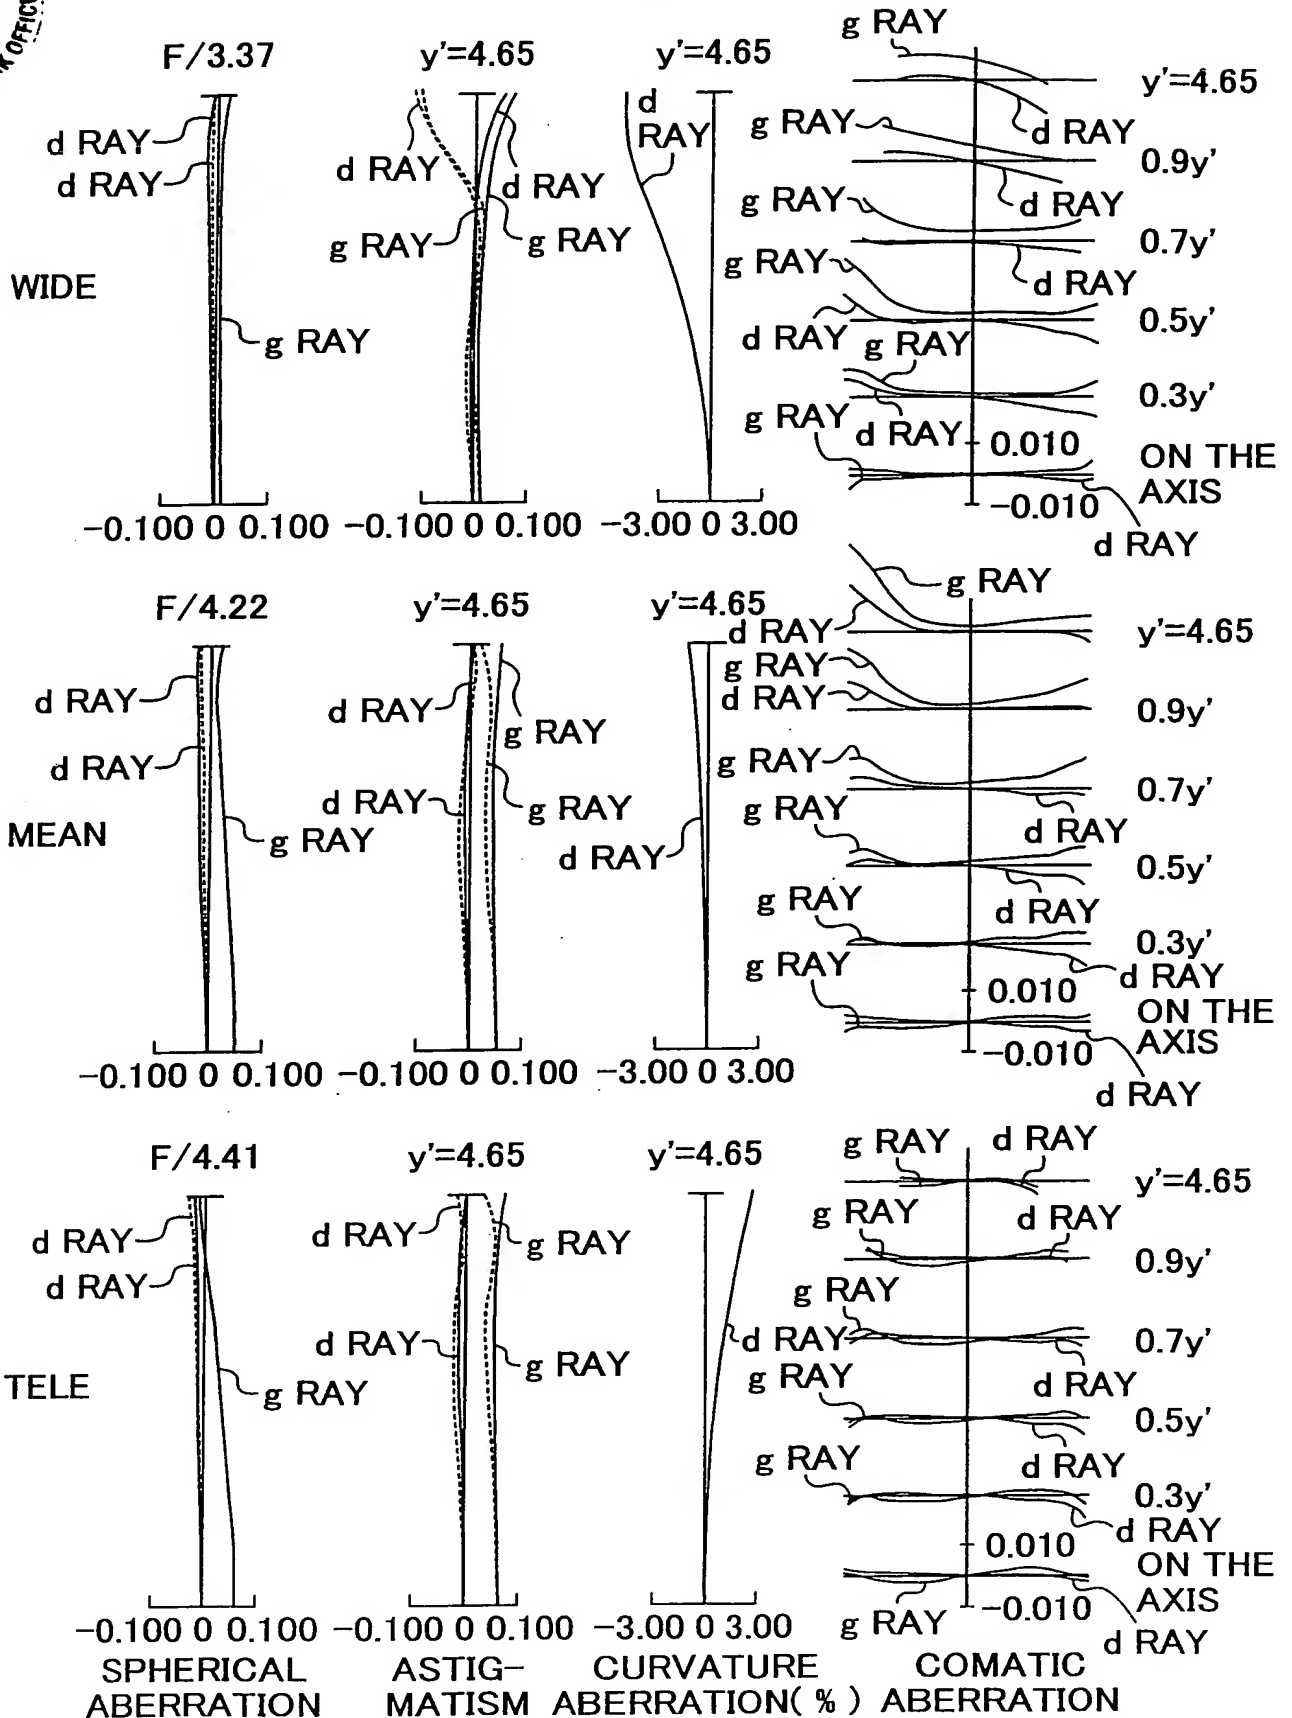 OFFICE
F/3.37
y'=4.65
y'=4.65
g RAY
y'=4.65
d RAY
d RAY
d RAY
d RAY
g RAY
g RAY
d
RAY
g RAY
d RAY
0.9y'
g RAY
d RAY
0.7y'
g RAY
d RAY
WIDE
g RAY
d RAY
0.5y'
g RAY
0.3y'
g RAY
d RAY
0.010
ON THE
AXIS
-0.010
d RAY
-0.100 0 0.100
-0.100 0 0.100
-3.00 0 3.00
F/4.22
y'=4.65
y'=4.65
g RAY
d RAY
y'=4.65
d RAY
d RAY
d RAY
g RAY
g RAY
d RAY
0.9y'
d RAY
g RAY
g RAY
0.7y'
d RAY
MEAN
g RAY
d RAY
g RAY
0.5y'
d RAY
g RAY
0.3y'
d RAY
g RAY
0.010
ON THE
AXIS
-0.010
d RAY
-0.100 0 0.100
-0.100 0 0.100
-3.00 0 3.00
F/4.41
y'=4.65
y'=4.65
g RAY
d RAY
y'=4.65
d RAY
d RAY
d RAY
g RAY
g RAY
d RAY
0.9y'
g RAY
0.7y'
d RAY
d RAY
g RAY
d RAY
TELE
g RAY
g RAY
0.5y'
d RAY
g RAY
0.3y'
d RAY
0.010
ON THE
AXIS
-0.010
g RAY
d RAY
-0.100 0 0.100
-0.100 0 0.100
-3.00 0 3.00
SPHERICAL
ABERRATION
ASTIG-
MATISM
CURVATURE
ABERRATION( % )
COMATIC
ABERRATION